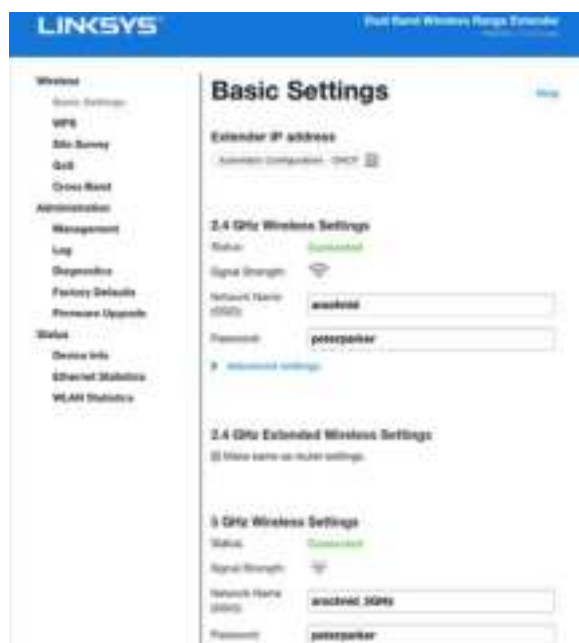 LINKSYS
Dual Band Wireless Range Extender
Wireless
Basic Settings
WPS
Site Survey
QoS
Cross Band
Administration
Management
Log
Diagnostics
Factory Defaults
Firmware Upgrade
Status
Device Info
Ethernet Statistics
WLAN Statistics
Basic Settings
Help
Extender IP address
Automatic Configuration - DHCP
2.4 GHz Wireless Settings
Status: Connected
Signal Strength:
Network Name (SSID): arachnid
Password: peterparker
Advanced settings
2.4 GHz Extended Wireless Settings
Make same as router settings.
5 GHz Wireless Settings
Status: Connected
Signal Strength:
Network Name (SSID): arachnid_5GHz
Password: peterparker